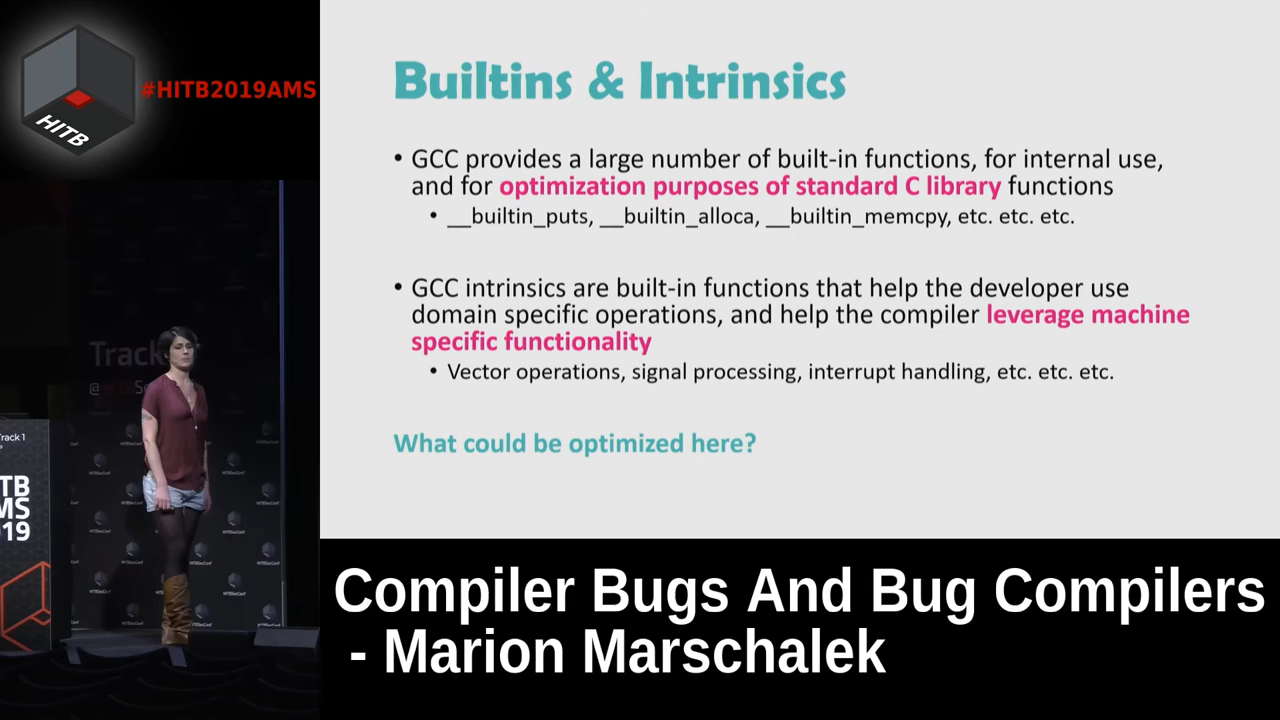 HITB
#HITB2019AMS
Builtins & Intrinsics
• GCC provides a large number of built-in functions, for internal use,
and for optimization purposes of standard C library functions
• __builtin_puts, __builtin_alloca, __builtin_memcpy, etc. etc. etc.
• GCC intrinsics are built-in functions that help the developer use
domain specific operations, and help the compiler leverage machine
specific functionality
• Vector operations, signal processing, interrupt handling, etc. etc. etc.
What could be optimized here?
Track
rack 1
TB
MS
19
Compiler Bugs And Bug Compilers
- Marion Marschalek